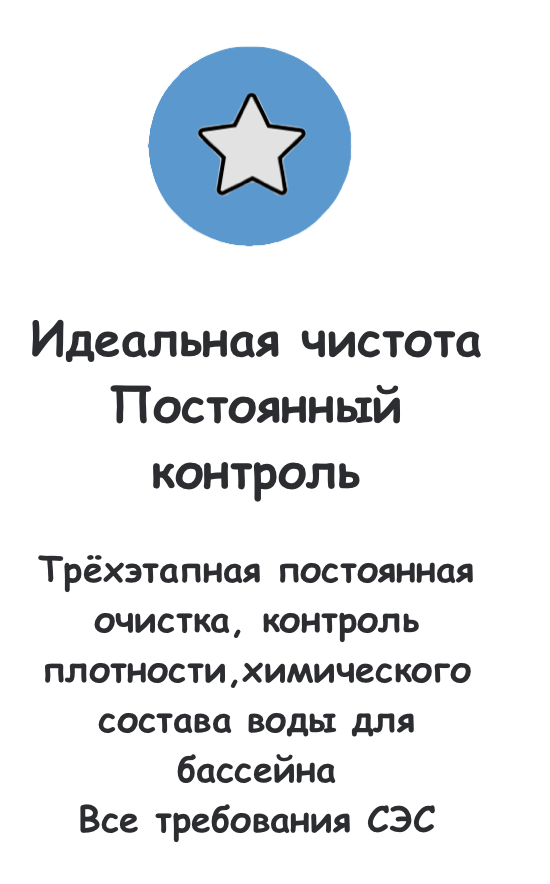 Идеальная чистота
Постоянный
контроль
Трёхэтапная постоянная
очистка, контроль
плотности,химического
состава воды для
бассейна
Все требования СЭС